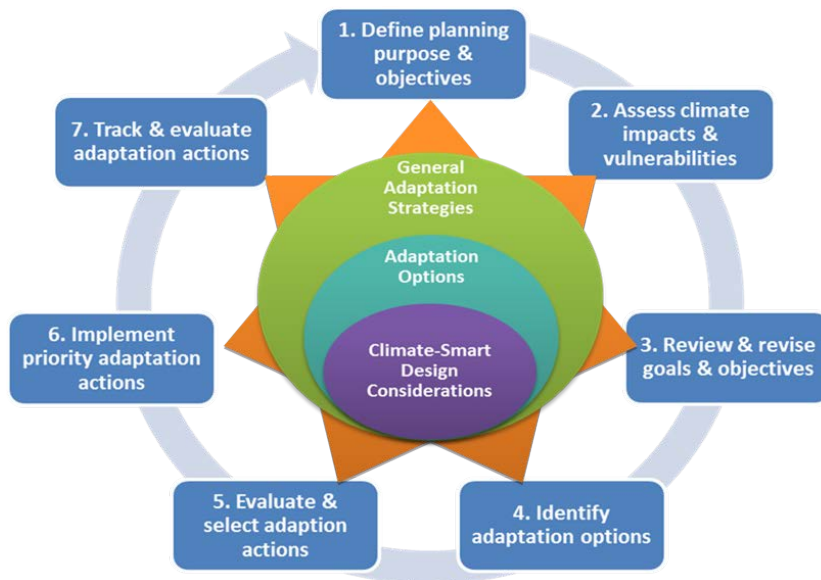 1. Define planning
purpose &
objectives
2. Assess climate
impacts &
vulnerabilities
3. Review & revise
goals & objectives
4. Identify
adaptation options
5. Evaluate &
select adaption
actions
6. Implement
priority adaptation
actions
7. Track & evaluate
adaptation actions
General
Adaptation
Strategies
Adaptation
Options
Climate-Smart
Design
Considerations